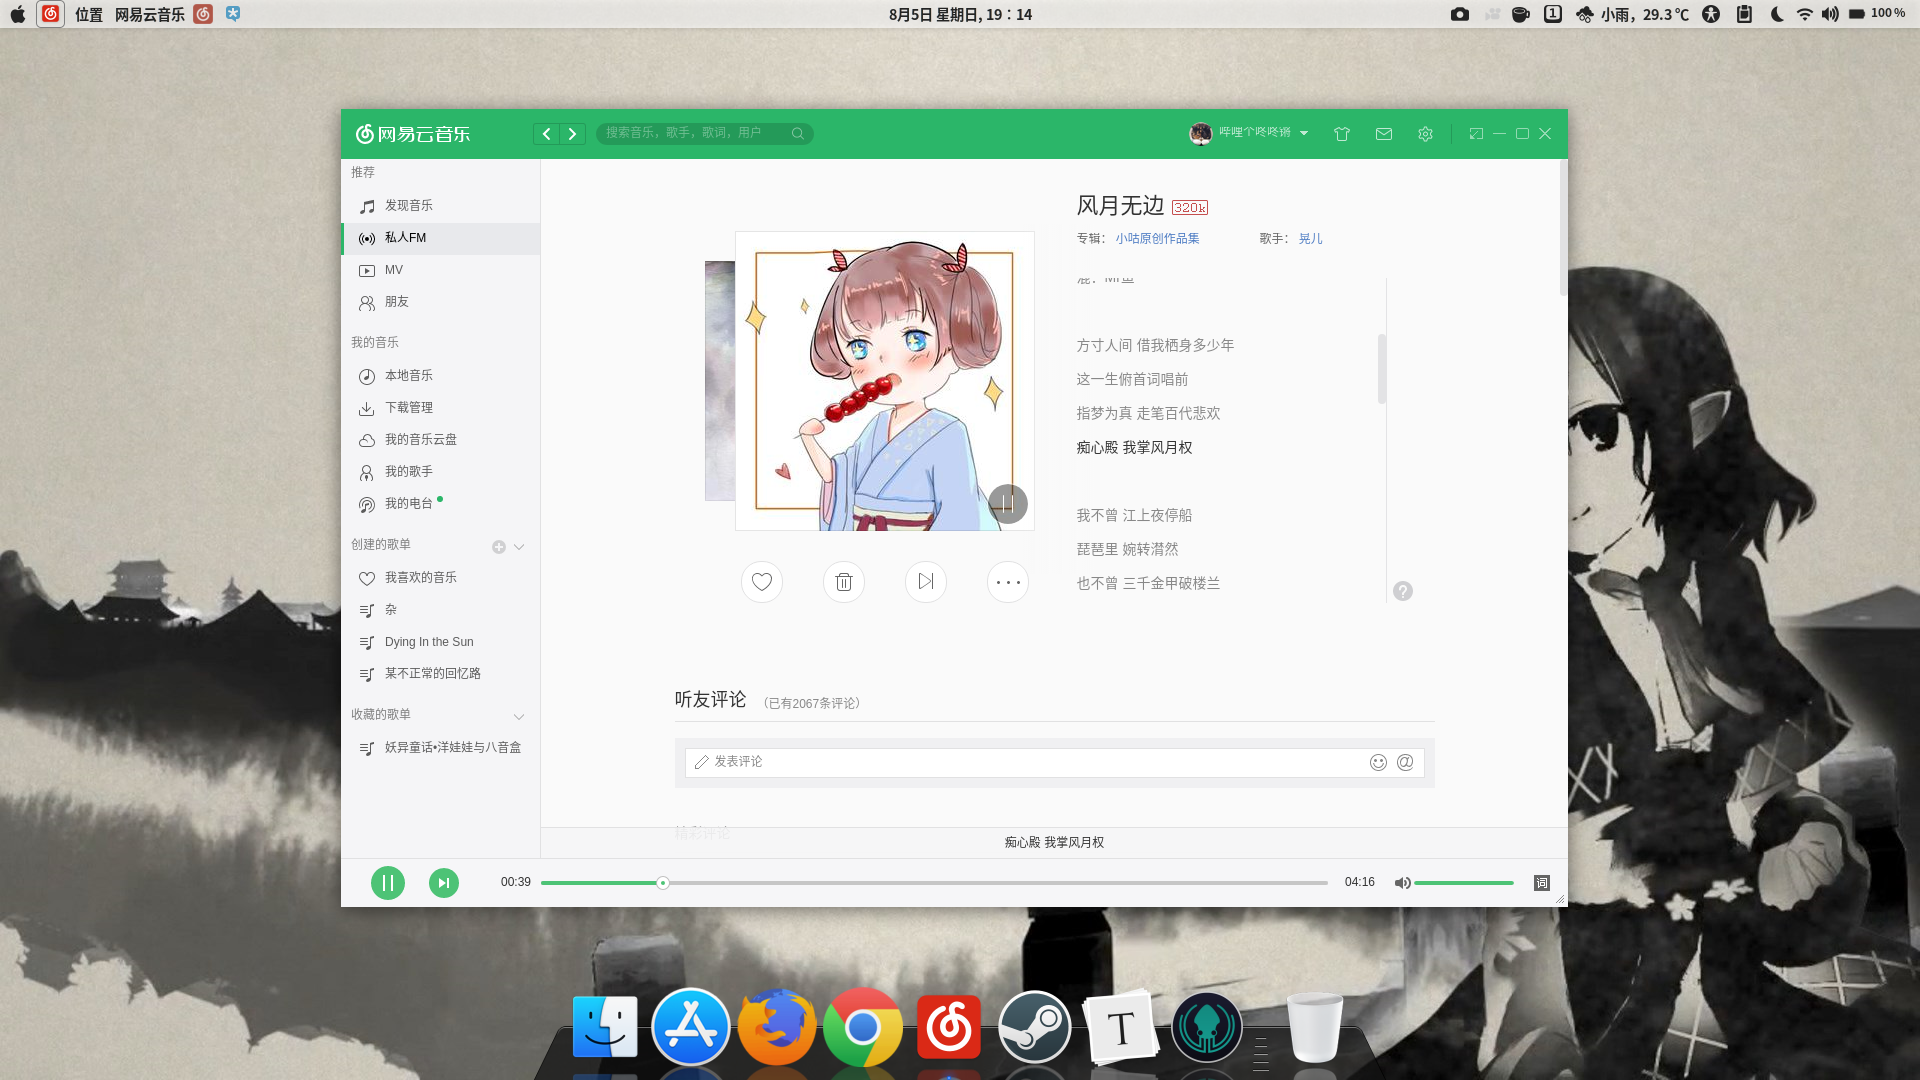 位置 网易云音乐
8月5日 星期日, 19：14
1
小雨，29.3℃
100%
网易云音乐
搜索音乐，歌手，歌词，用户
哔哩个咚咚锵
推荐
发现音乐
私人FM
MV
朋友
我的音乐
本地音乐
下载管理
我的音乐云盘
我的歌手
我的电台
创建的歌单
我喜欢的音乐
杂
Dying In the Sun
某不正常的回忆路
收藏的歌单
妖异童话•洋娃娃与八音盒
风月无边 320k
专辑： 小咕原创作品集 歌手： 晃儿
方寸人间 借我栖身多少年
这一生俯首词唱前
指梦为真 走笔百代悲欢
痴心殿 我掌风月权
我不曾 江上夜停船
琵琶里 婉转潸然
也不曾 三千金甲破楼兰
?
听友评论 （已有2067条评论）
发表评论
@
精彩评论
痴心殿 我掌风月权
00:39
04:16
词
T